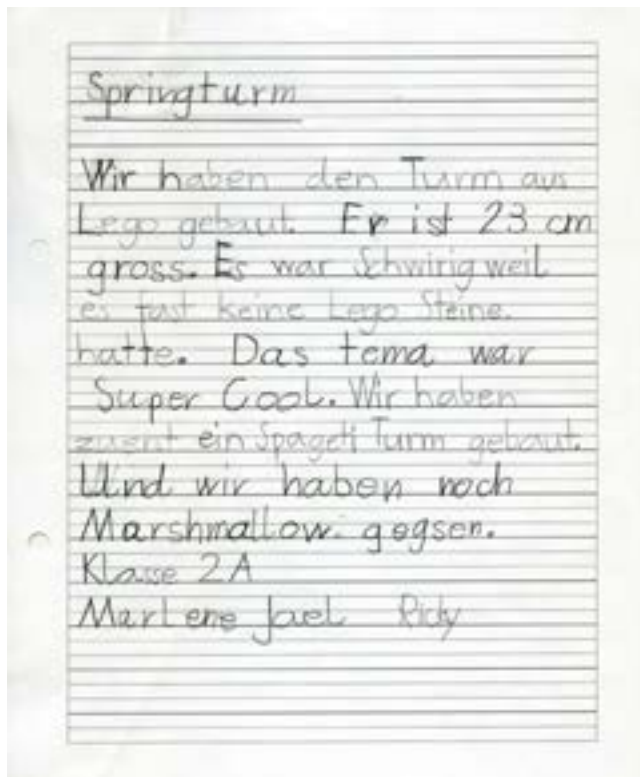 Springturm
Wir haben den Turm aus
Lego gebaut. Er ist 23 cm
gross. Es war Schwirig weil
es fast keine Lego Steine.
hatte. Das tema war
Super Cool. Wir haben
zuerst ein Spageti Turm gebaut.
Und wir haben noch
Marshmallow gegsen.
Klasse 2A
Marlene Jael